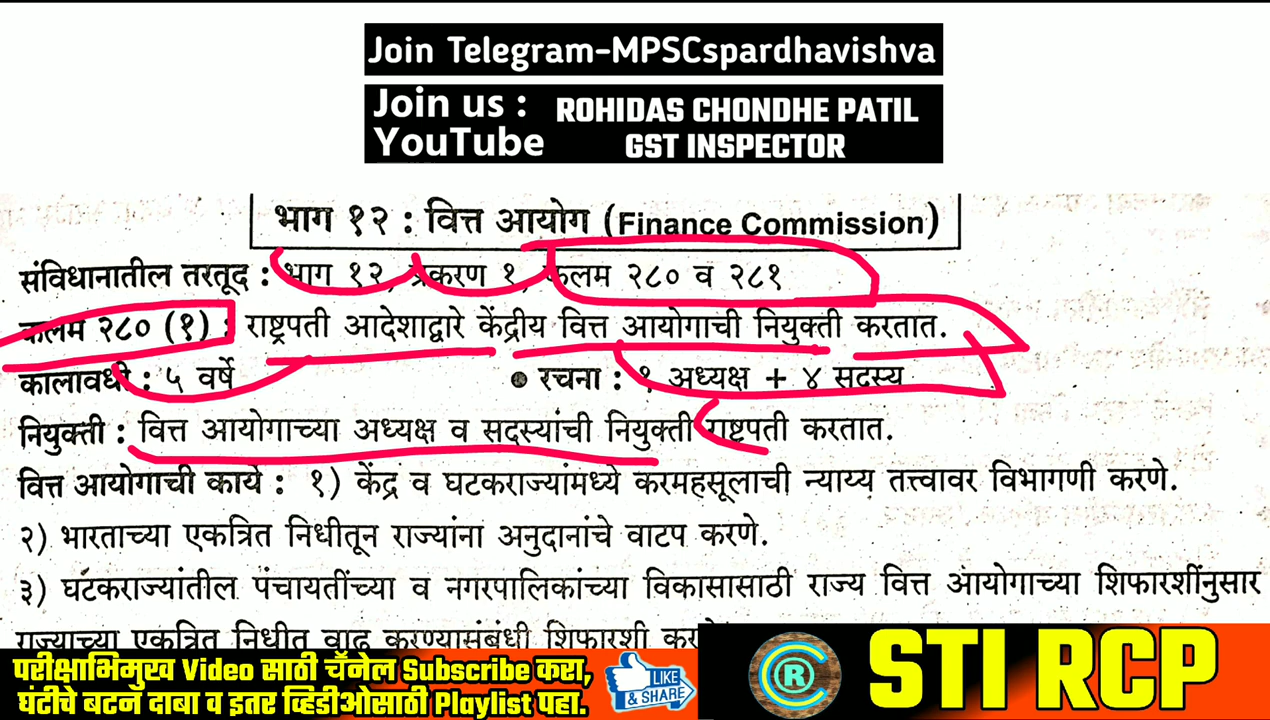 Join Telegram-MPSCspardhavishva
Join us : ROHIDAS CHONDHE PATIL
YouTube GST INSPECTOR
भाग १२ : वित्त आयोग (Finance Commission)
संविधानातील तरतूद : भाग १२, प्रकरण १, कलम २८० व २८१
कलम २८० (१) : राष्ट्रपती आदेशाद्वारे केंद्रीय वित्त आयोगाची नियुक्ती करतात.
कालावधी : ५ वर्षे • रचना : १ अध्यक्ष + ४ सदस्य
नियुक्ती : वित्त आयोगाच्या अध्यक्ष व सदस्यांची नियुक्ती राष्ट्रपती करतात.
वित्त आयोगाची कार्ये : १) केंद्र व घटकराज्यांमध्ये करमहसूलाची न्याय्य तत्त्वावर विभागणी करणे.
२) भारताच्या एकत्रित निधीतून राज्यांना अनुदानांचे वाटप करणे.
३) घटकराज्यांतील पंचायतींच्या व नगरपालिकांच्या विकासासाठी राज्य वित्त आयोगाच्या शिफारशींनुसार
राज्याच्या एकत्रित निधीत वाढ करण्यासंबंधी शिफारशी
परीक्षाभिमुख Video साठी चॅनेल Subscribe करा,
घंटीचे बटन दाबा व इतर व्हिडीओसाठी Playlist पहा.
LIKE
& SHARE
R
STI RCP